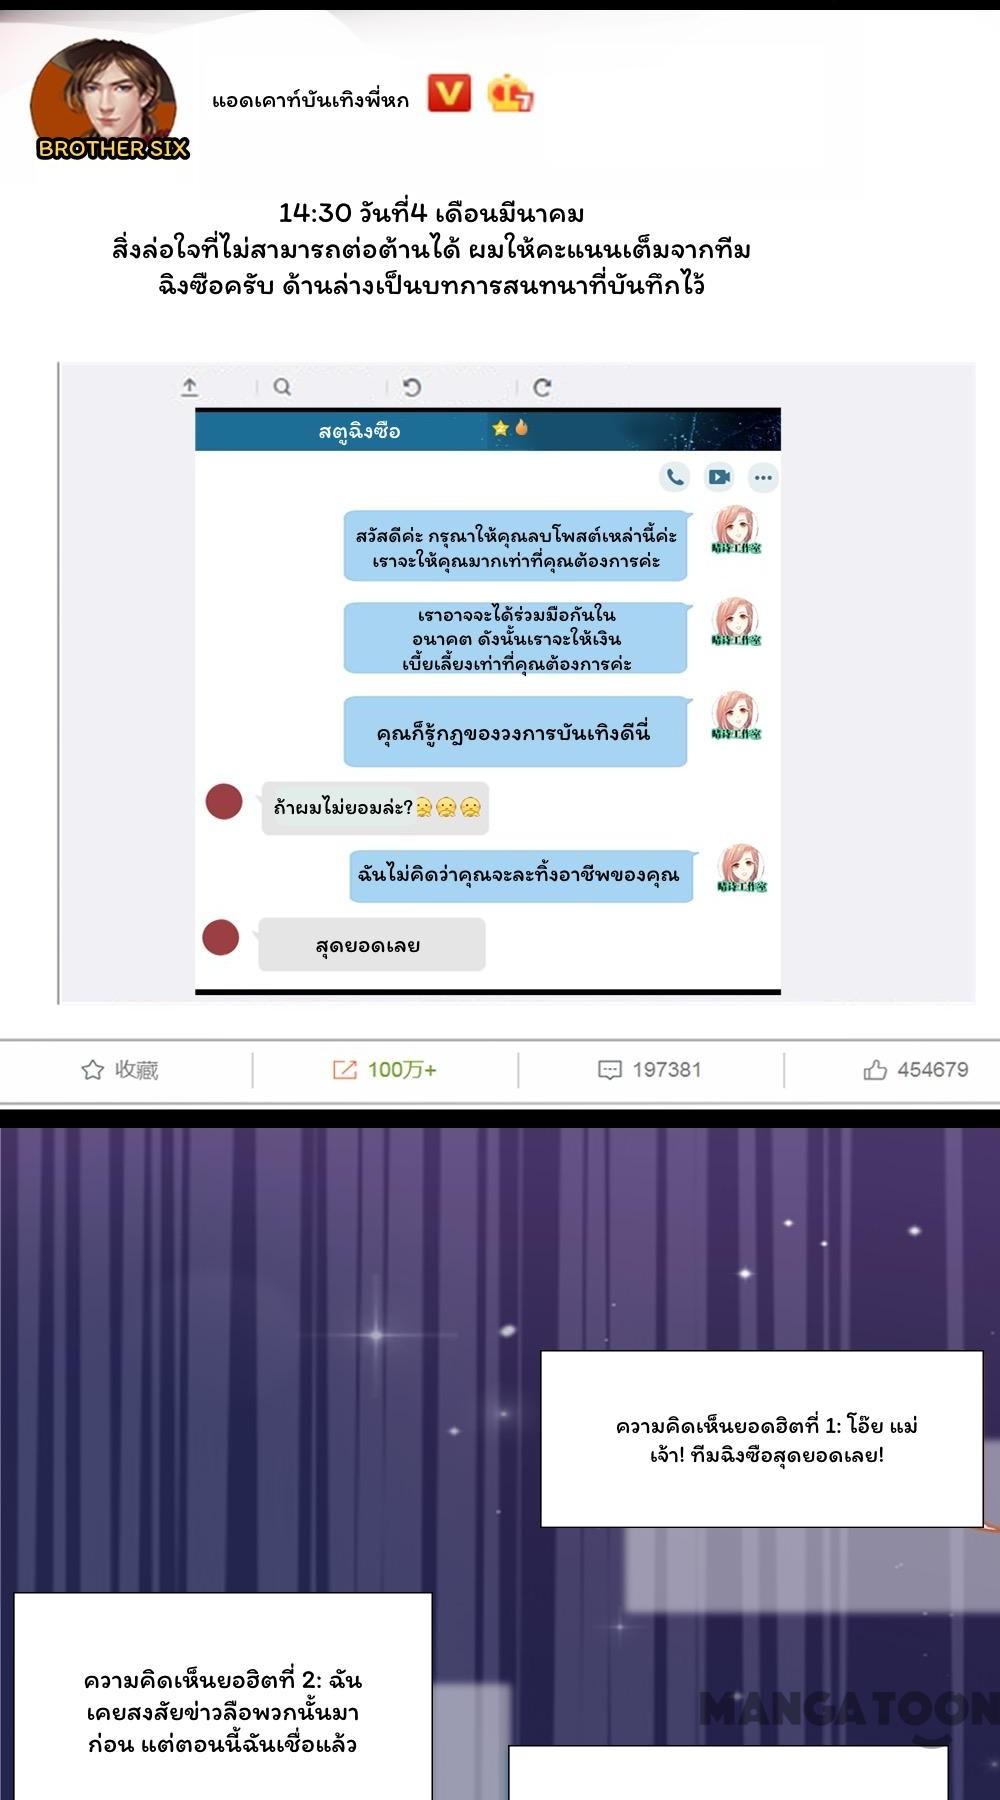 แอดเคาท์บันเทิงพี่หก
V
7
BROTHER SIX
14:30 วันที่4 เดือนมีนาคม
สิ่งล่อใจที่ไม่สามารถต่อต้านได้ ผมให้คะแนนเต็มจากทีม
ฉิงซือครับ ด้านล่างเป็นบทการสนทนาที่บันทึกไว้
สตูฉิงซือ
สวัสดีค่ะ กรุณาให้คุณลบโพสต์เหล่านี้ค่ะ
เราจะให้คุณมากเท่าที่คุณต้องการค่ะ
晴诗工作室
เราอาจจะได้ร่วมมือกันใน
อนาคต ดังนั้นเราจะให้เงิน
เบี้ยเลี้ยงเท่าที่คุณต้องการค่ะ
晴诗工作室
คุณก็รู้กฎของวงการบันเทิงดีนี่
晴诗工作室
ถ้าผมไม่ยอมล่ะ?
ฉันไม่คิดว่าคุณจะละทิ้งอาชีพของคุณ
晴诗工作室
สุดยอดเลย
收藏
100万+
197381
454679
ความคิดเห็นยอดฮิตที่ 1: โอ๊ย แม่
เจ้า! ทีมฉิงซือสุดยอดเลย!
ความคิดเห็นยอฮิตที่ 2: ฉัน
เคยสงสัยข่าวลือพวกนั้นมา
ก่อน แต่ตอนนี้ฉันเชื่อแล้ว
MANGATOON